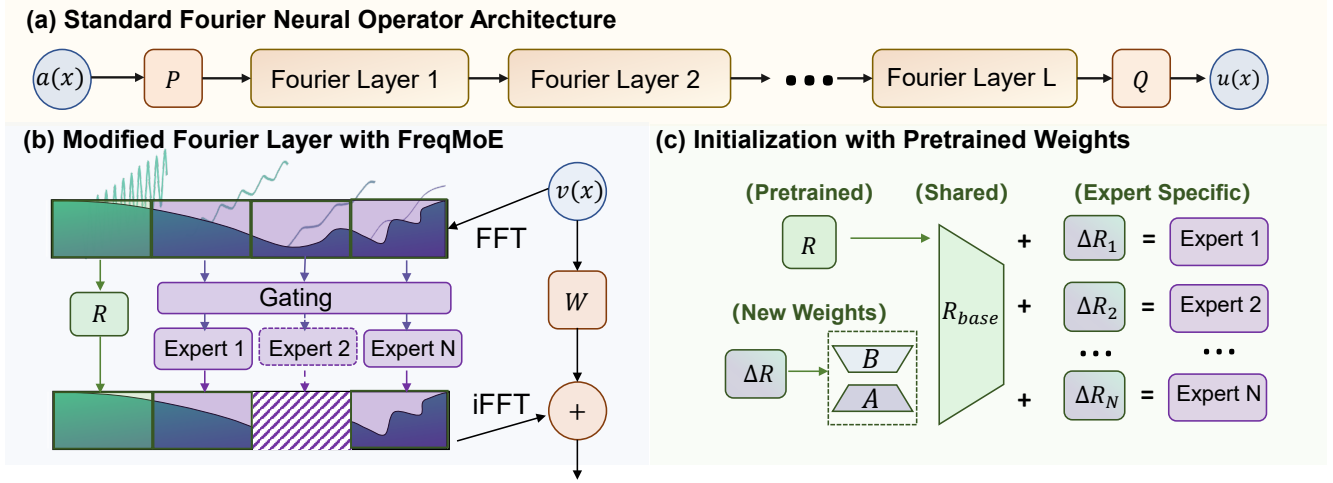 (a) Standard Fourier Neural Operator Architecture
a(x) P Fourier Layer 1 Fourier Layer 2 ••• Fourier Layer L Q u(x)
(b) Modified Fourier Layer with FreqMoE
v(x)
FFT
Gating
R
W
Expert 1 Expert 2 Expert N
iFFT
+
(c) Initialization with Pretrained Weights
(Pretrained) (Shared) (Expert Specific)
R + ΔR₁ = Expert 1
R_base + ΔR₂ = Expert 2
(New Weights)
••• •••
ΔR B
A
+ ΔR_N = Expert N